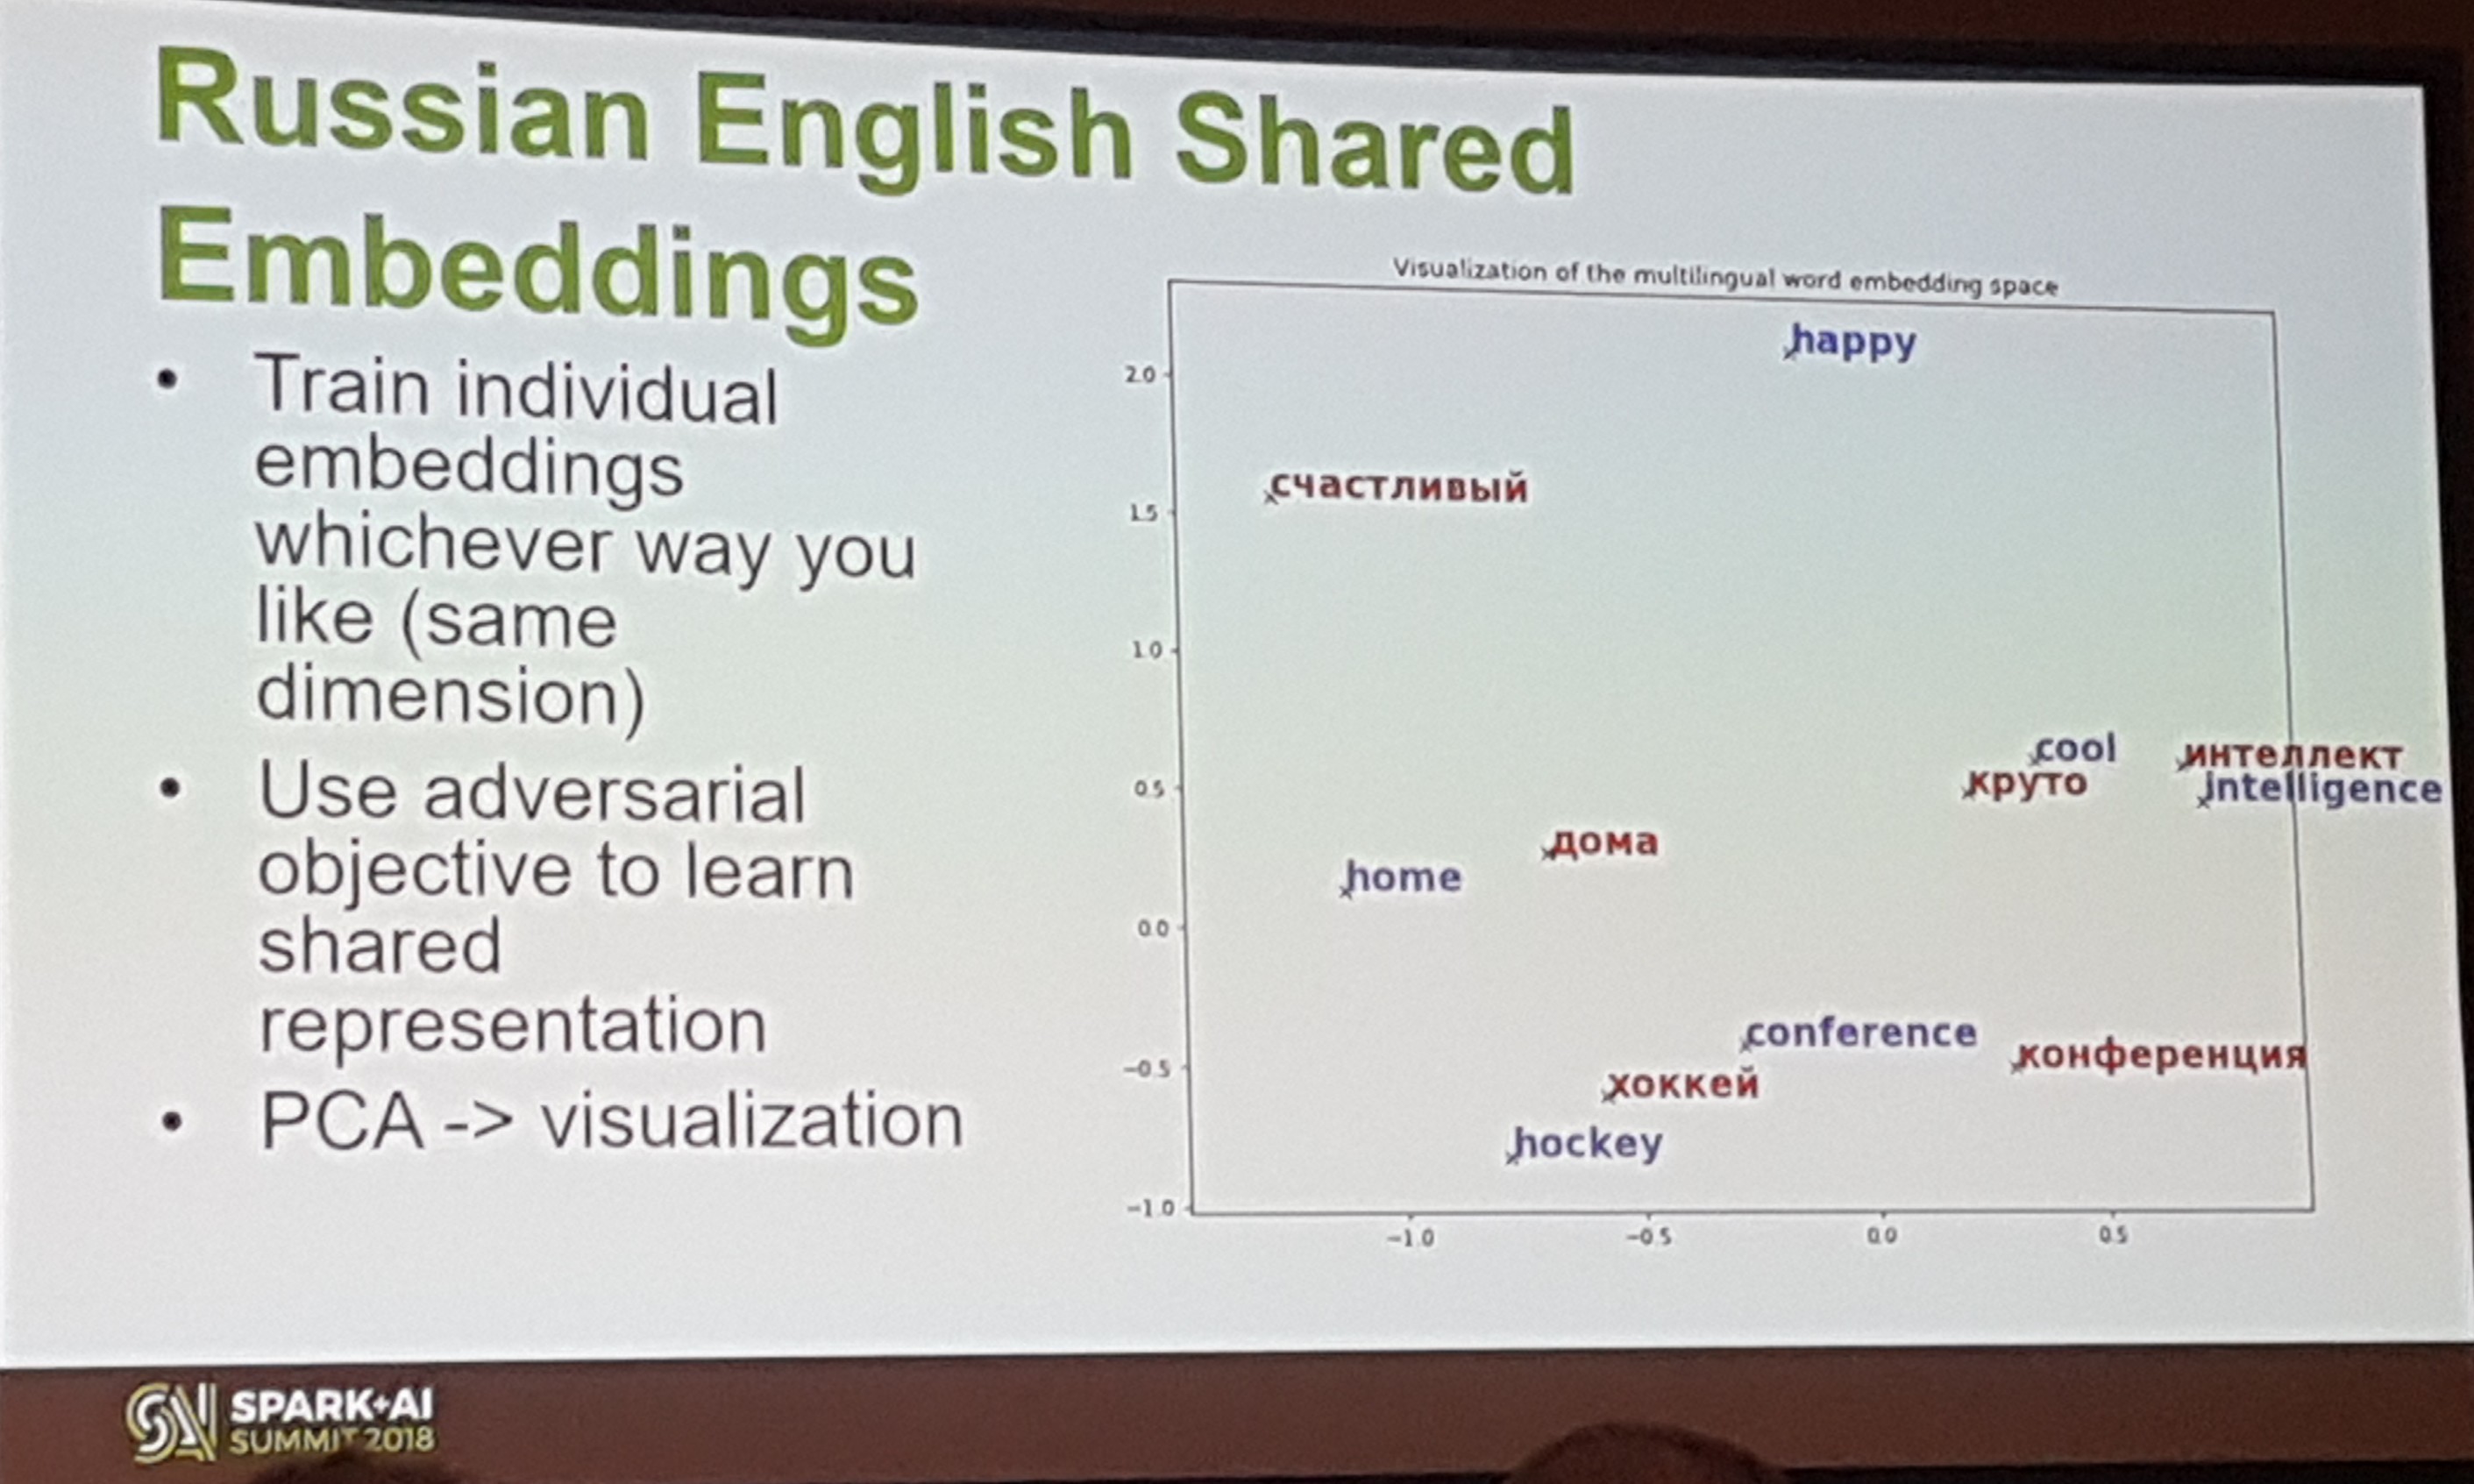 Russian English Shared
Embeddings
• Train individual
embeddings
whichever way you
like (same
dimension)
• Use adversarial
objective to learn
shared
representation
• PCA -> visualization
Visualization of the multilingual word embedding space
happy
2.0
счастливый
1.5
1.0
cool
интеллект
круто
intelligence
0.5
дома
home
0.0
conference
конференция
-0.5
хоккей
hockey
-1.0
-1.0 -0.5 0.0 0.5
SPARK+AI
SUMMIT 2018